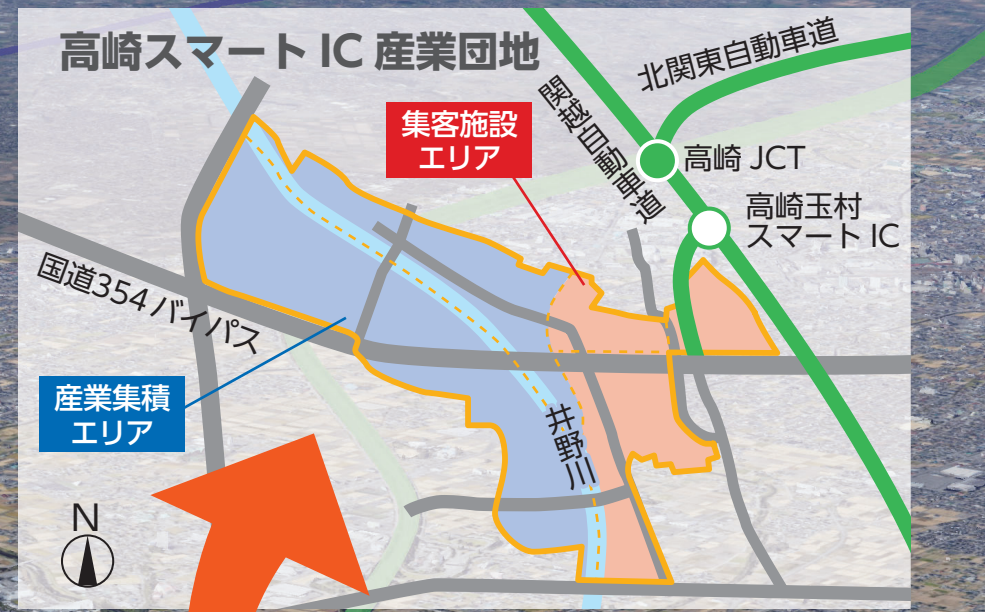 高崎スマート IC 産業団地
北関東自動車道
関越自動車道
集客施設
エリア
高崎 JCT
高崎玉村
スマート IC
国道354 バイパス
産業集積
エリア
井野川
N